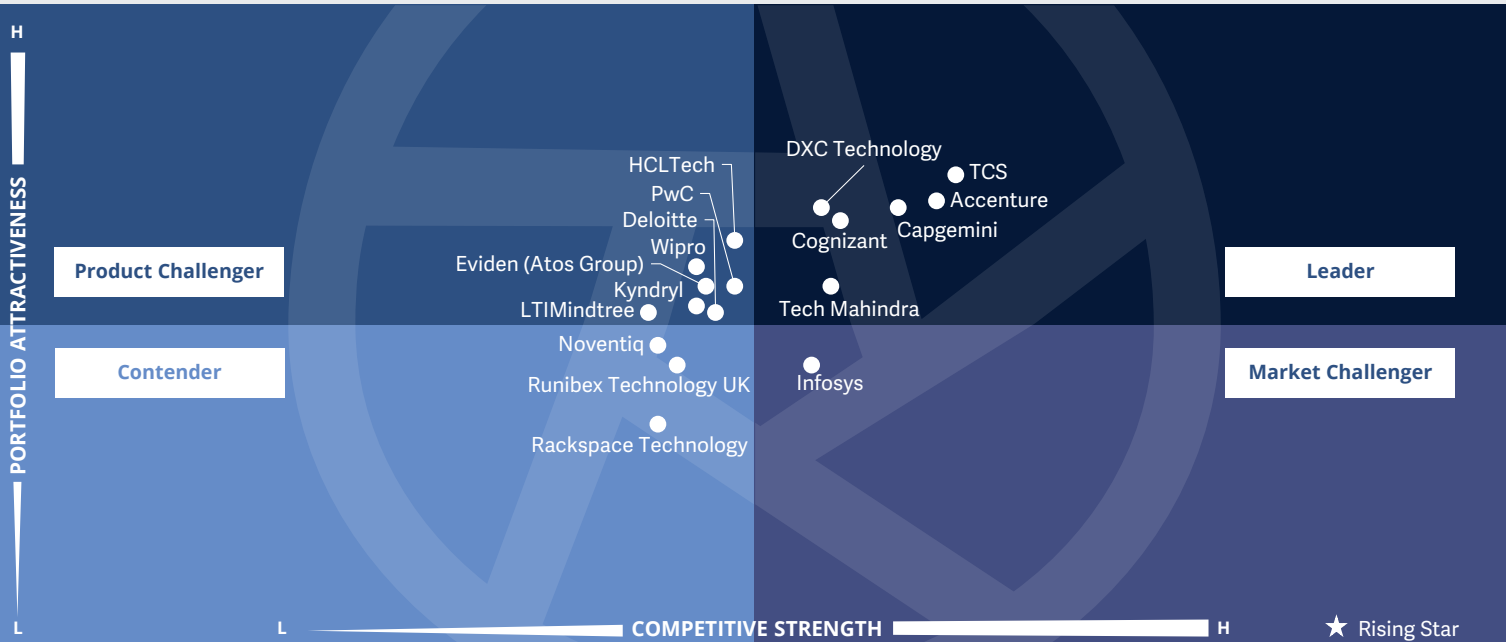 H
DXC Technology
HCLTech
TCS
PwC
Accenture
Deloitte
Capgemini
Wipro
Cognizant
Eviden (Atos Group)
Product Challenger
Leader
Kyndryl
LTIMindtree
Tech Mahindra
PORTFOLIO ATTRACTIVENESS
Noventiq
Contender
Market Challenger
Runibex Technology UK
Infosys
Rackspace Technology
L
L
COMPETITIVE STRENGTH
H
Rising Star